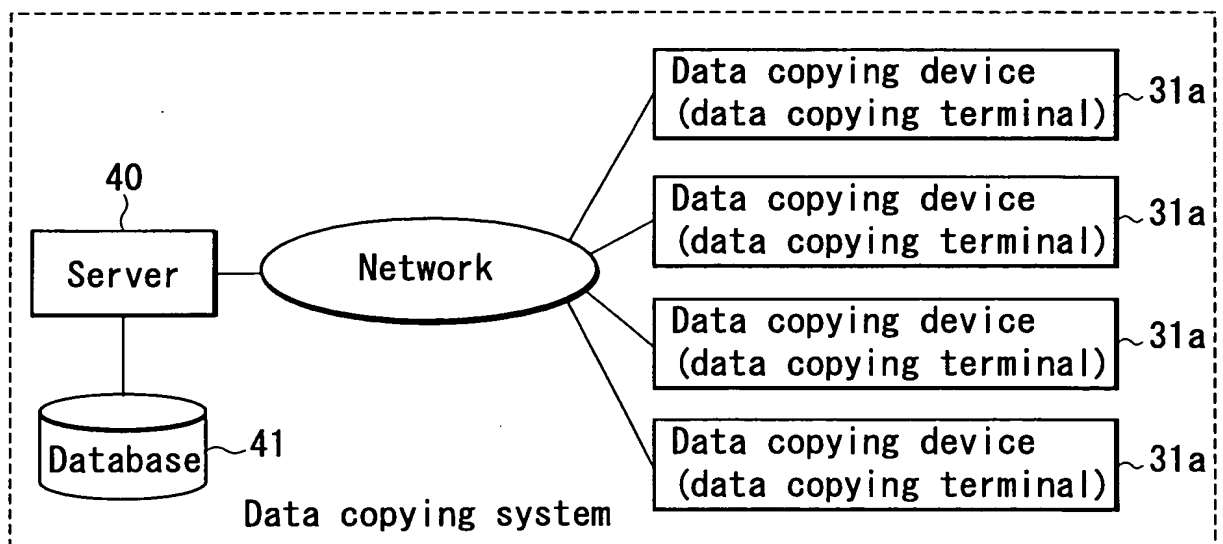 Data copying device
(data copying terminal)
31a
40
Server
Network
Data copying device
(data copying terminal)
31a
Data copying device
(data copying terminal)
31a
Database
41
Data copying device
(data copying terminal)
31a
Data copying system